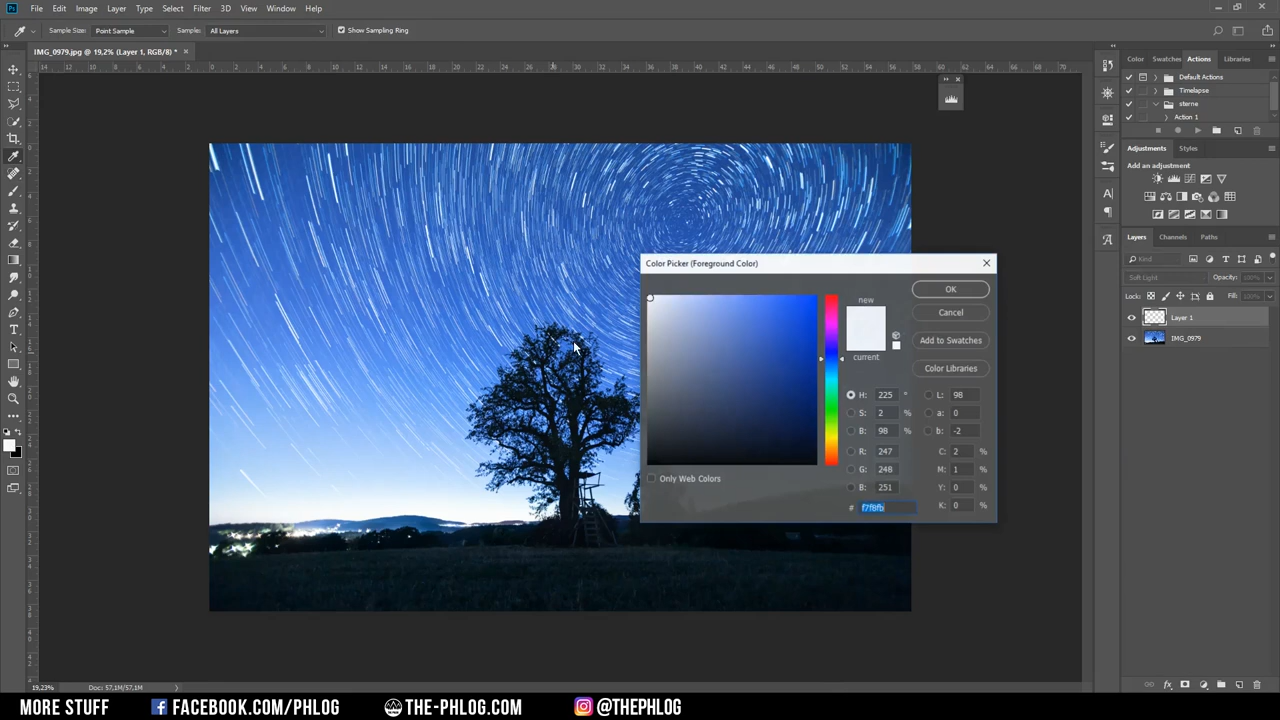 Ps File Edit Image Layer Type Select Filter 3D View Window Help
Sample Size: Point Sample Sample: All Layers Show Sampling Ring
IMG_0979.jpg @ 19,2% (Layer 1, RGB/8) *
Color Swatches Actions Libraries
Default Actions
Timelapse
sterne
Action 1
Adjustments Styles
Add an adjustment
Layers Channels Paths
Kind
Soft Light Opacity: 100%
Lock: Fill: 100%
Layer 1
IMG_0979
Color Picker (Foreground Color)
new
current
OK
Cancel
Add to Swatches
Color Libraries
H: 225 ° L: 98
S: 2 % a: 0
B: 98 % b: -2
R: 247 C: 2 %
G: 248 M: 1 %
B: 251 Y: 0 %
# f7f8fb K: 0 %
Only Web Colors
19,23% Doc: 57,1M/57,1M
MORE STUFF FACEBOOK.COM/PHLOG THE-PHLOG.COM @THEPHLOG